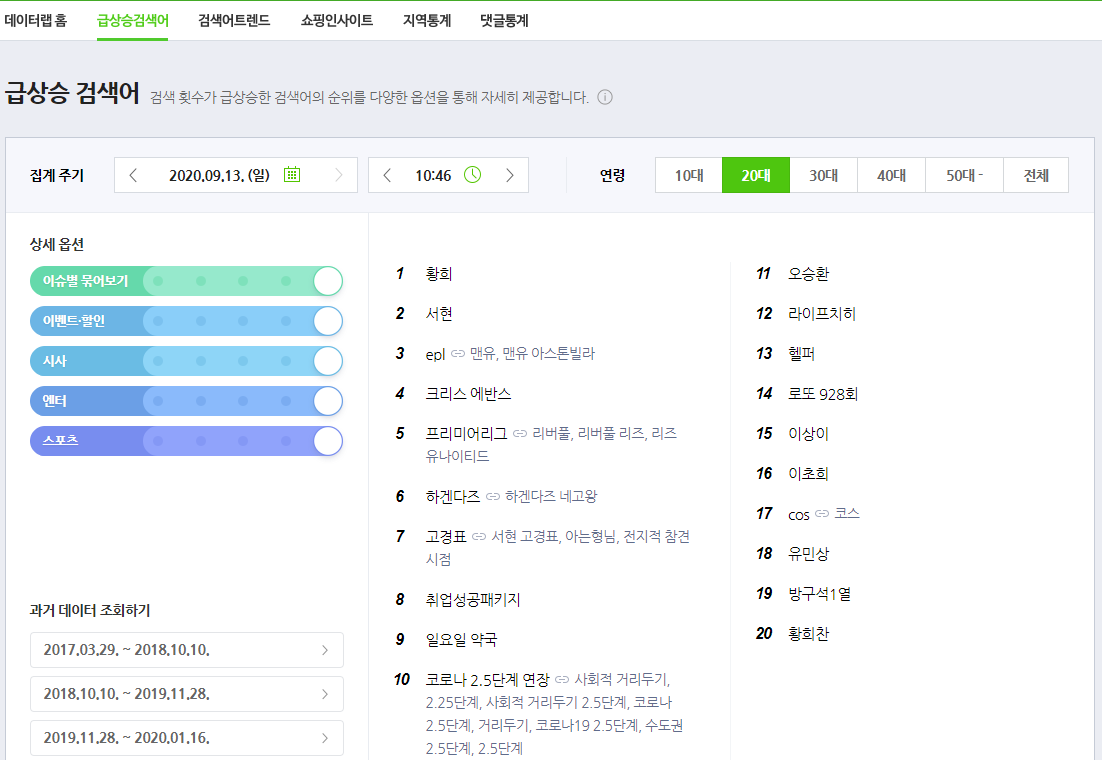 데이터랩 홈 급상승검색어 검색어트렌드 쇼핑인사이트 지역통계 댓글통계
급상승 검색어 검색 횟수가 급상승한 검색어의 순위를 다양한 옵션을 통해 자세히 제공합니다.
집계 주기 2020.09.13. (일) 10:46 연령 10대 20대 30대 40대 50대 - 전체
상세 옵션
이슈별 묶어보기
이벤트·할인
시사
엔터
스포츠
과거 데이터 조회하기
2017.03.29. ~ 2018.10.10.
2018.10.10. ~ 2019.11.28.
2019.11.28. ~ 2020.01.16.
1 황희
2 서현
3 epl 맨유, 맨유 아스톤빌라
4 크리스 에반스
5 프리미어리그 리버풀, 리버풀 리즈, 리즈
유나이티드
6 하겐다즈 하겐다즈 네고왕
7 고경표 서현 고경표, 아는형님, 전지적 참견
시점
8 취업성공패키지
9 일요일 약국
10 코로나 2.5단계 연장 사회적 거리두기,
2.25단계, 사회적 거리두기 2.5단계, 코로나
2.5단계, 거리두기, 코로나19 2.5단계, 수도권
2.5단계, 2.5단계
11 오승환
12 라이프치히
13 헬퍼
14 로또 928회
15 이상이
16 이초희
17 cos 코스
18 유민상
19 방구석1열
20 황희찬